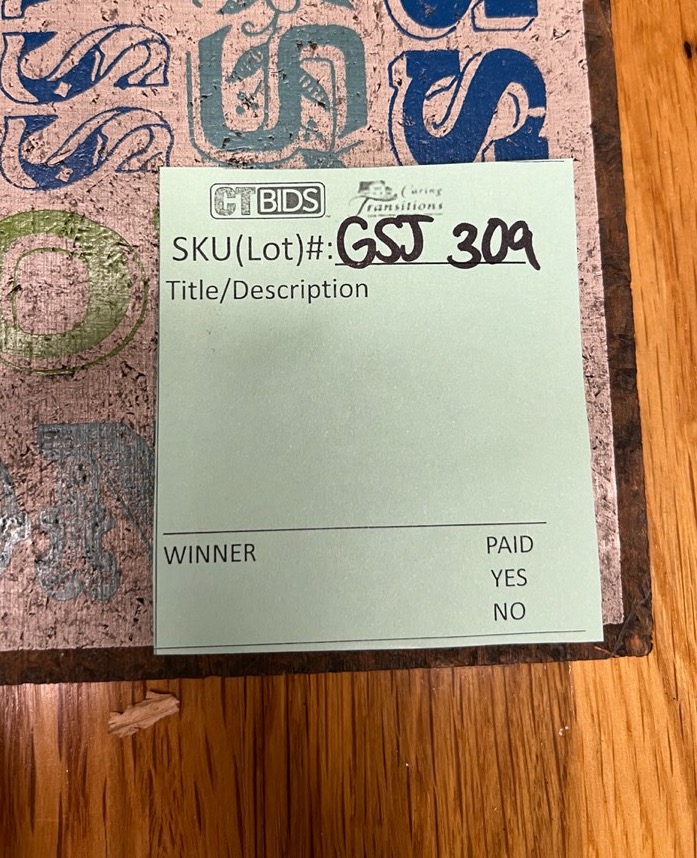 CTBIDS Caring Transitions
SKU(Lot)#: GSJ 309
Title/Description
WINNER PAID
YES
NO